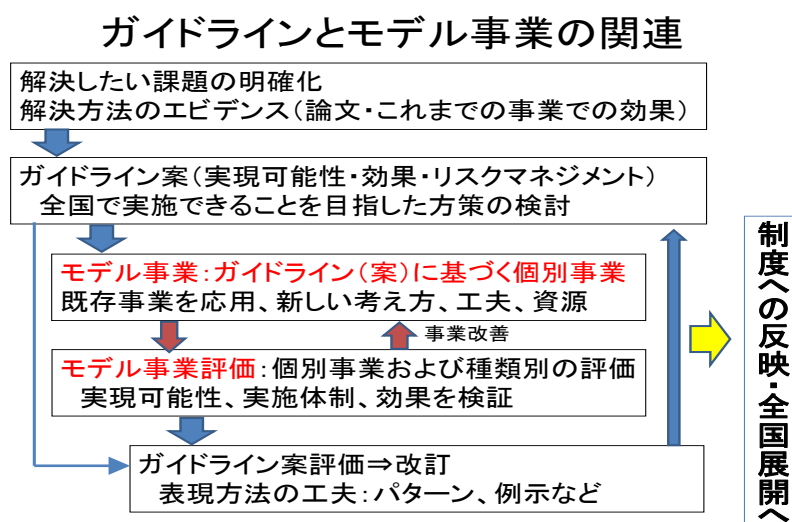 ガイドラインとモデル事業の関連
解決したい課題の明確化
解決方法のエビデンス（論文・これまでの事業での効果）
ガイドライン案（実現可能性・効果・リスクマネジメント）
全国で実施できることを目指した方策の検討
モデル事業：ガイドライン（案）に基づく個別事業
既存事業を応用、新しい考え方、工夫、資源
事業改善
モデル事業評価：個別事業および種類別の評価
実現可能性、実施体制、効果を検証
ガイドライン案評価⇒改訂
表現方法の工夫：パターン、例示など
制度への反映・全国展開へ